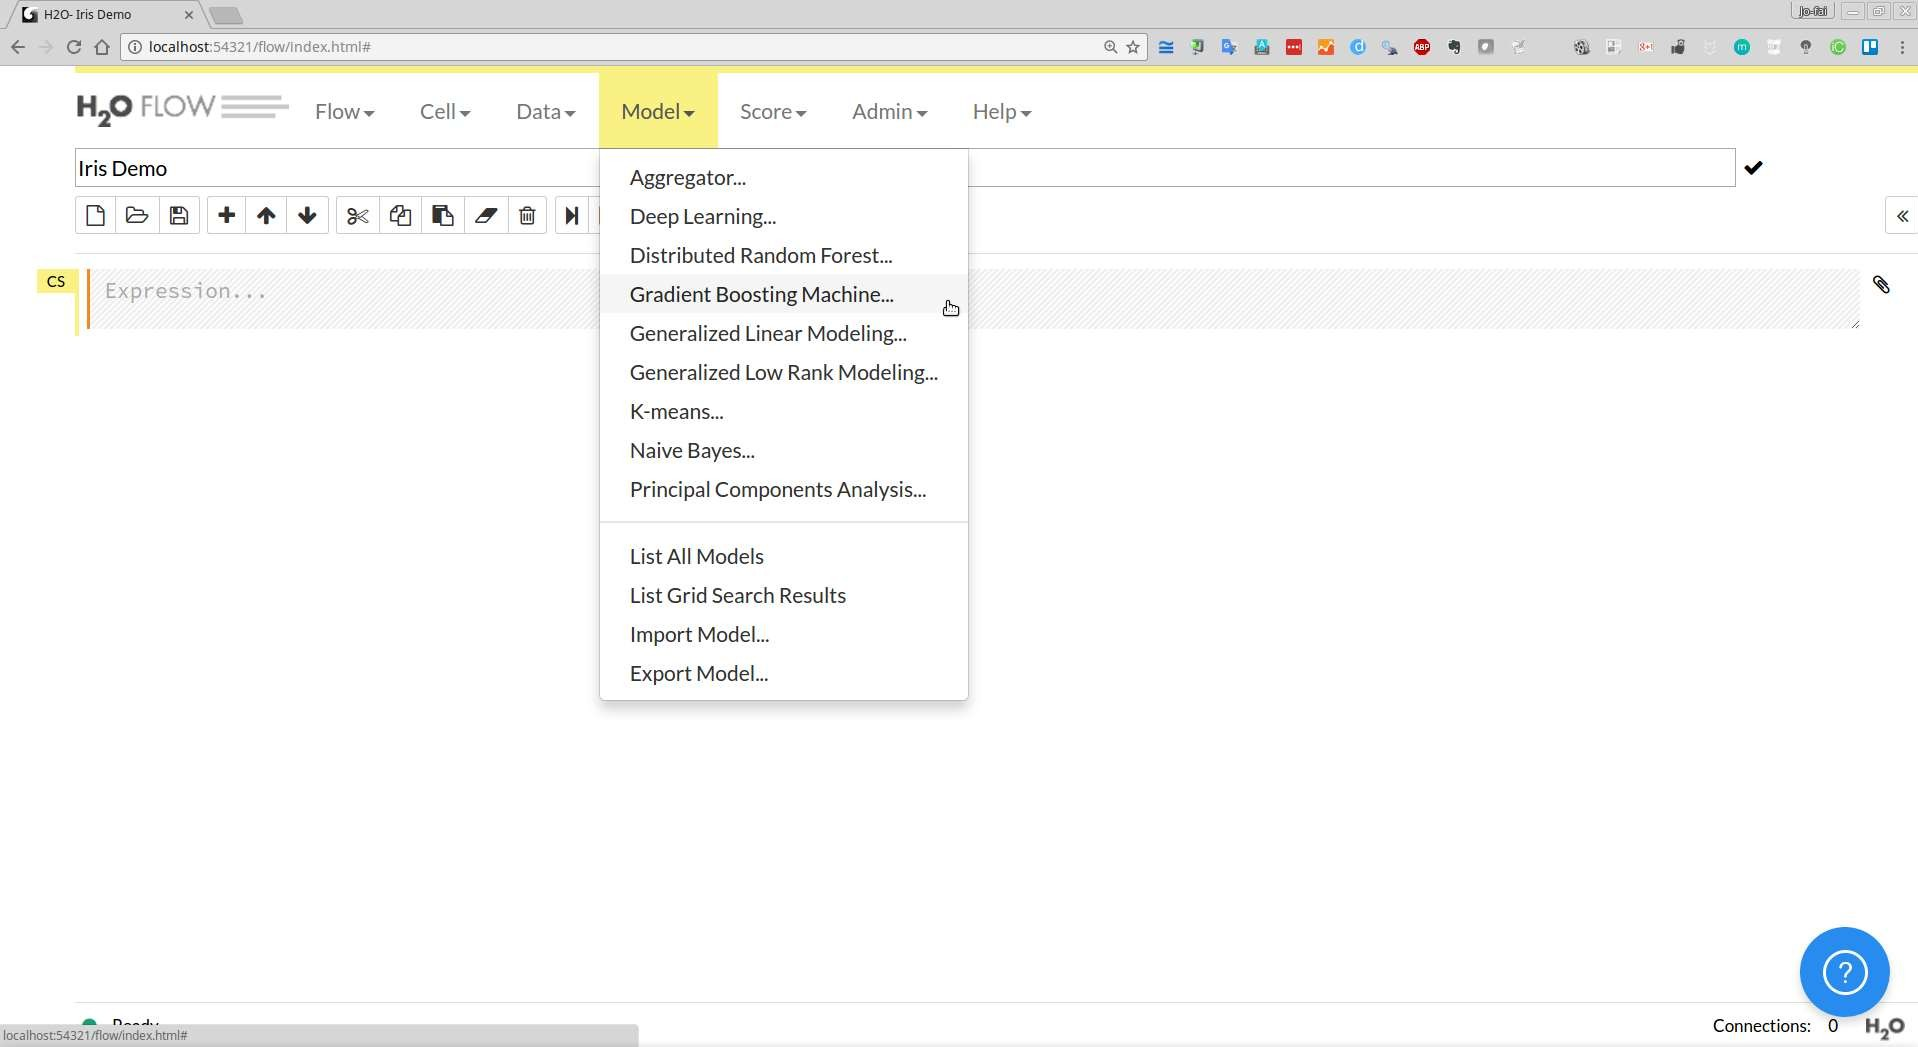 H2O- Iris Demo
Jo-fai
localhost:54321/flow/index.html#
H2O FLOW Flow Cell Data Model Score Admin Help
Iris Demo
Aggregator...
Deep Learning...
Distributed Random Forest...
Gradient Boosting Machine...
Generalized Linear Modeling...
Generalized Low Rank Modeling...
K-means...
Naive Bayes...
Principal Components Analysis...
List All Models
List Grid Search Results
Import Model...
Export Model...
CS
Expression...
?
Ready
Connections: 0 H2O
localhost:54321/flow/index.html#